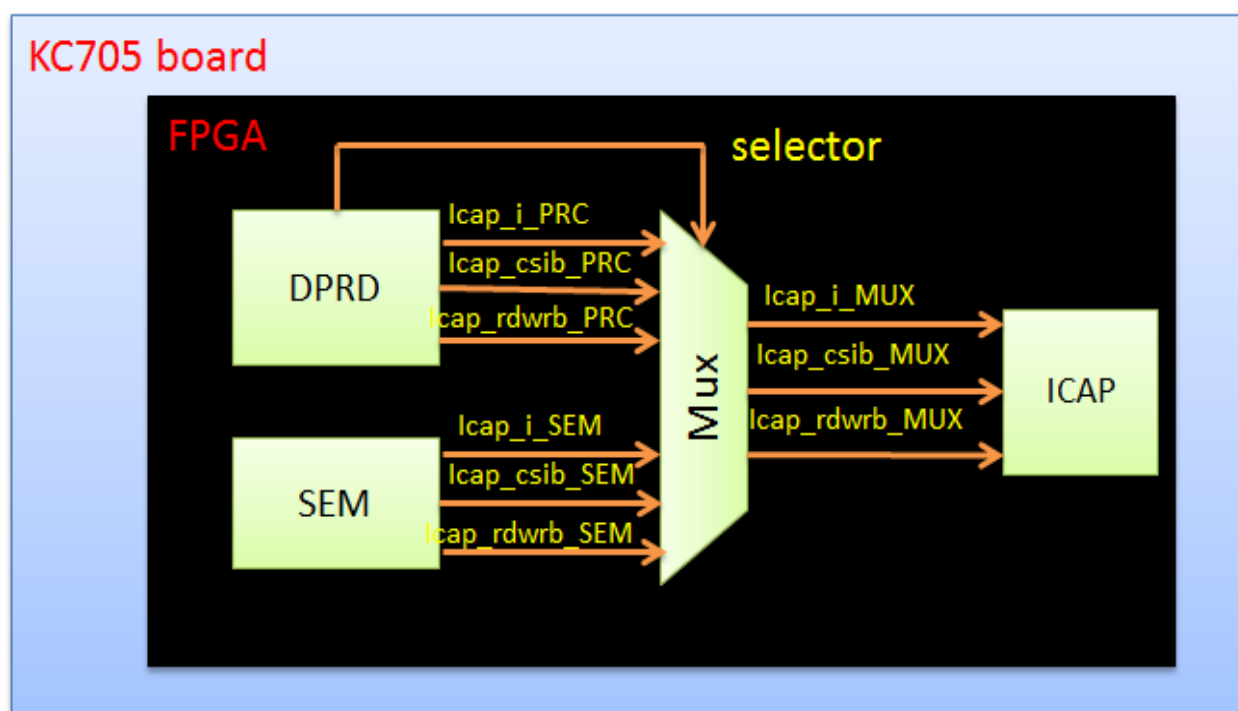 KC705 board
FPGA
selector
Icap_i_PRC
Icap_csib_PRC
Icap_rdwrb_PRC
DPRD
Icap_i_MUX
Icap_csib_MUX
Icap_rdwrb_MUX
Mux
ICAP
Icap_i_SEM
Icap_csib_SEM
Icap_rdwrb_SEM
SEM